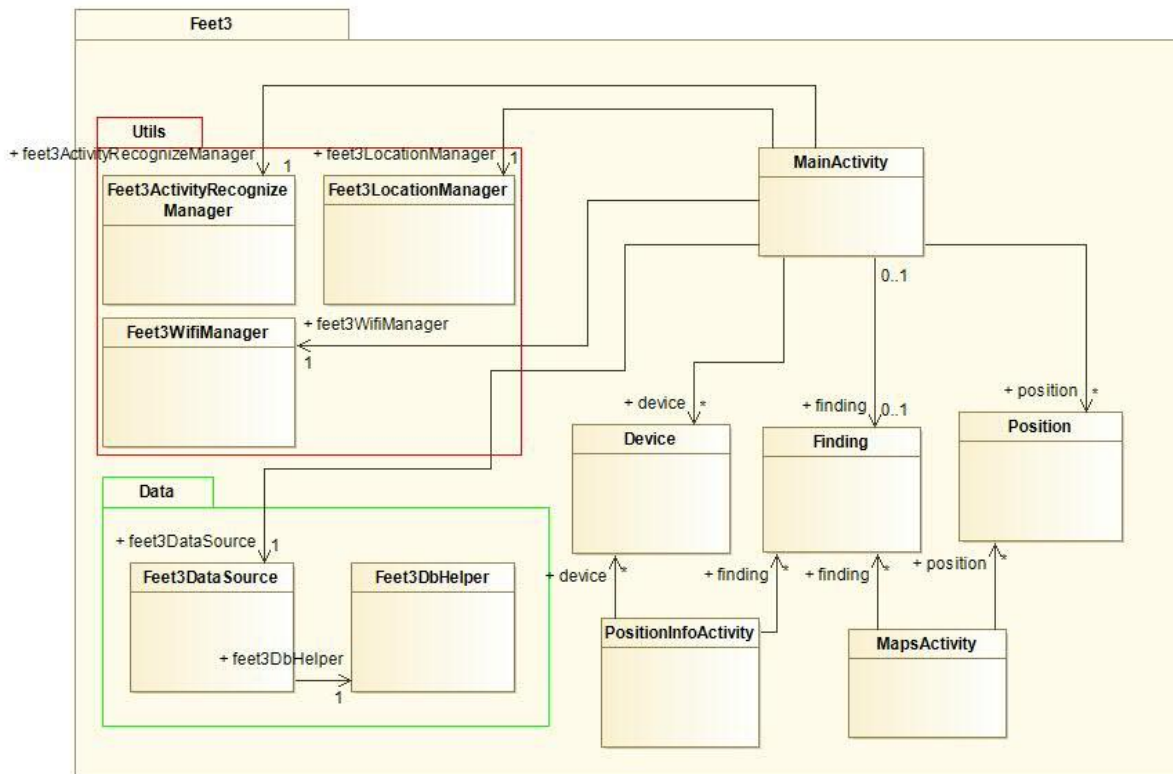 Feet3
Utils
+ feet3ActivityRecognizeManager
1
+ feet3LocationManager
1
MainActivity
Feet3ActivityRecognize
Manager
Feet3LocationManager
0..1
Feet3WifiManager
+ feet3WifiManager
1
+ device
*
+ finding
0..1
+ position
*
Device
Finding
Position
Data
+ feet3DataSource
1
Feet3DataSource
Feet3DbHelper
+ device
*
+ finding
*
+ finding
*
+ position
*
PositionInfoActivity
MapsActivity
+ feet3DbHelper
1